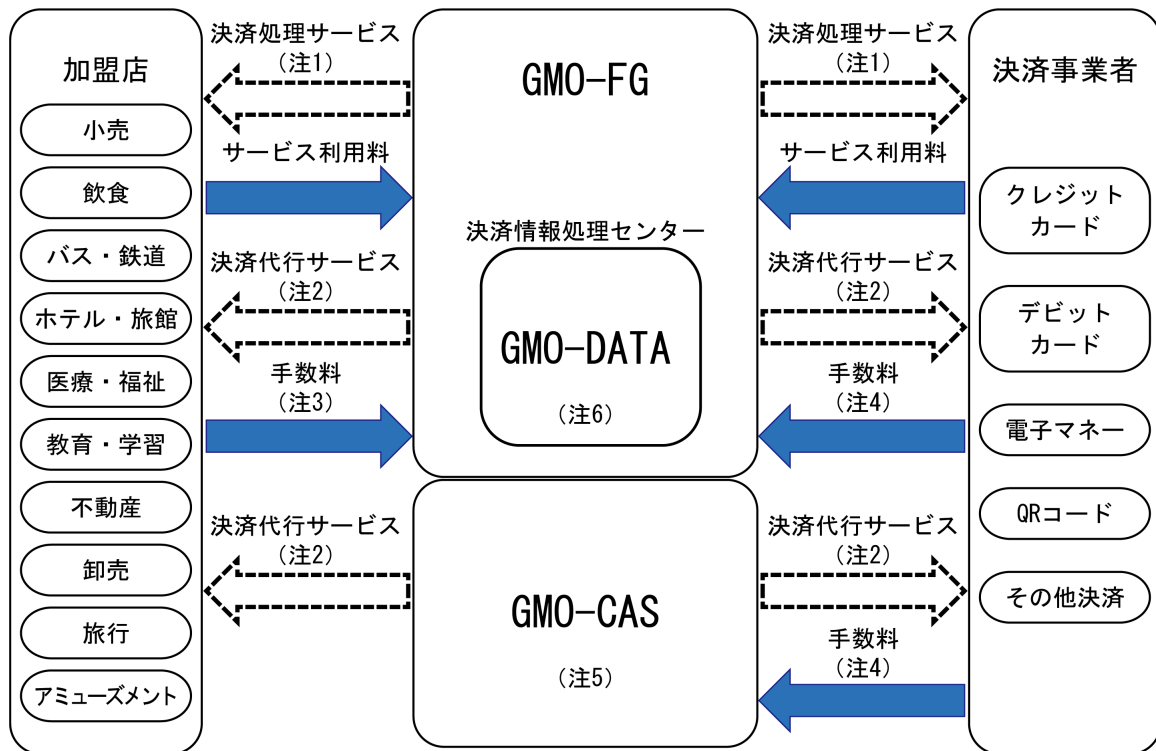 加盟店
小売
飲食
バス・鉄道
ホテル・旅館
医療・福祉
教育・学習
不動産
卸売
旅行
アミューズメント
決済処理サービス
（注1）
サービス利用料
決済代行サービス
（注2）
手数料
（注3）
決済代行サービス
（注2）
GMO-FG
決済情報処理センター
GMO-DATA
（注6）
GMO-CAS
（注5）
決済処理サービス
（注1）
サービス利用料
決済代行サービス
（注2）
手数料
（注4）
決済代行サービス
（注2）
手数料
（注4）
決済事業者
クレジット
カード
デビット
カード
電子マネー
QRコード
その他決済